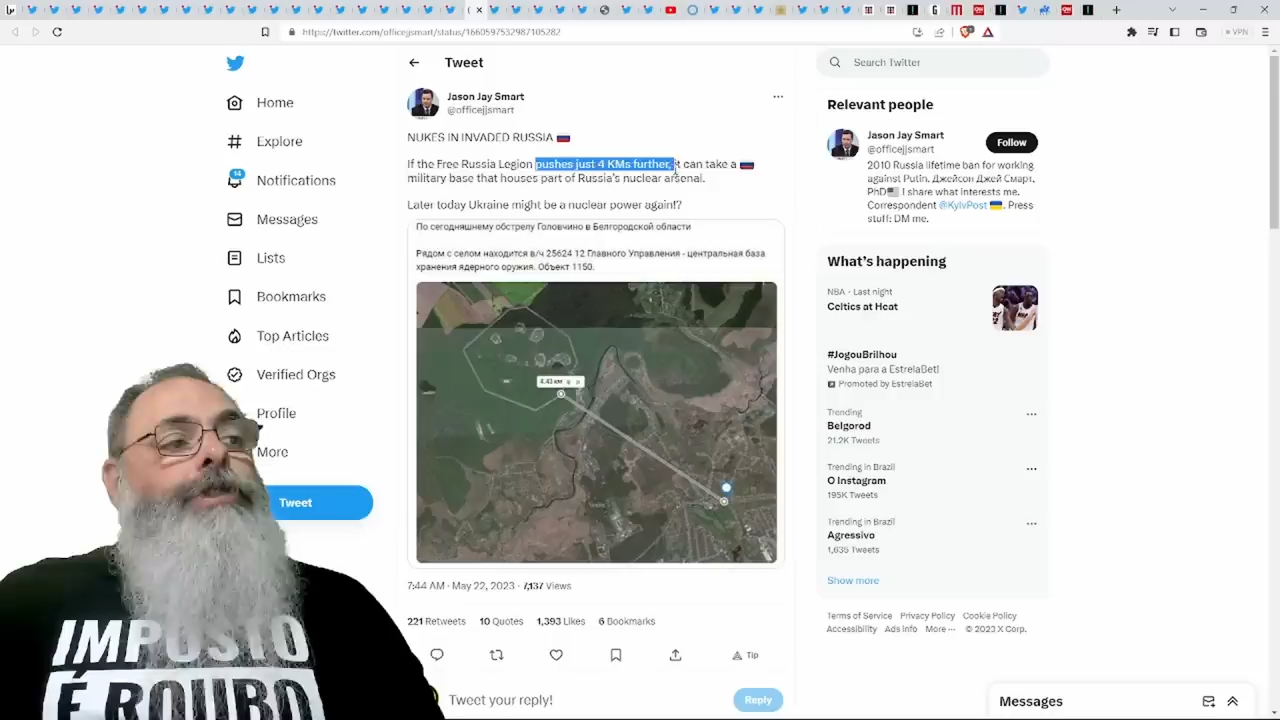 https://twitter.com/officejjsmart/status/1660597532987105282
VPN
Home
Explore
14
Notifications
Messages
Lists
Bookmarks
Top Articles
Verified Orgs
Profile
More
Tweet
Tweet
Jason Jay Smart
@officejjsmart
NUKES IN INVADED RUSSIA
If the Free Russia Legion pushes just 4 KMs further, it can take a
military base that houses part of Russia's nuclear arsenal.
Later today Ukraine might be a nuclear power again!?
По сегодняшнему обстрелу Головчино в Белгородской области
Рядом с селом находится в/ч 25624 12 Главного Управления - центральная база
хранения ядерного оружия. Объект 1150.
7:44 AM · May 22, 2023 · 7,137 Views
221 Retweets 10 Quotes 1,393 Likes 6 Bookmarks
Tip
Tweet your reply!
Reply
Search Twitter
Relevant people
Jason Jay Smart
@officejjsmart
Follow
2010 Russia lifetime ban for working
against Putin. Джейсон Джей Смарт,
PhD I share what interests me.
Correspondent @KyivPost . Press
stuff: DM me.
What's happening
NBA · Last night
Celtics at Heat
#JogouBrilhou
Venha para a EstrelaBet!
Promoted by EstrelaBet
Trending
Belgorod
21.2K Tweets
Trending in Brazil
O Instagram
195K Tweets
Trending in Brazil
Agressivo
1,635 Tweets
Show more
Terms of Service Privacy Policy Cookie Policy
Accessibility Ads info More ··· © 2023 X Corp.
Messages
IMPOSTO
É ROUBO